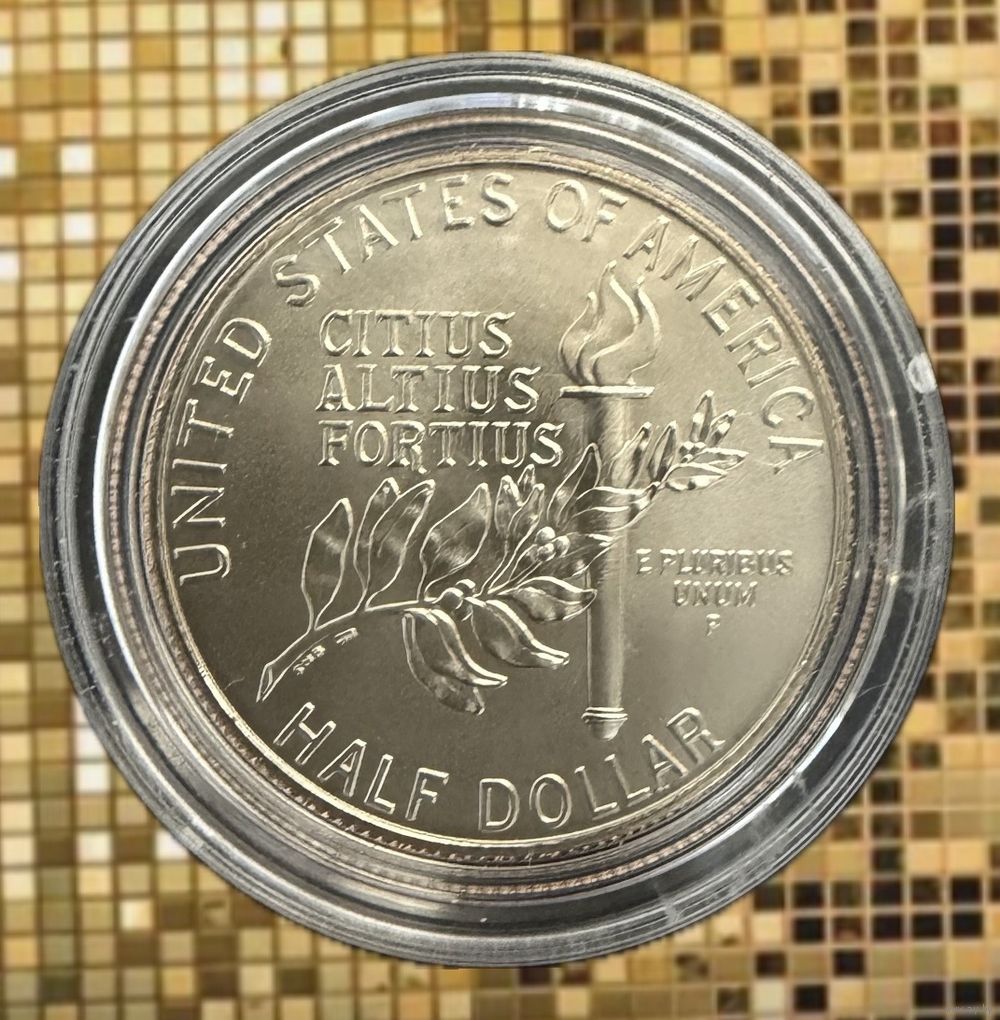 UNITED STATES OF AMERICA
CITIUS
ALTIUS
FORTIUS
E PLURIBUS
UNUM
P
HALF DOLLAR